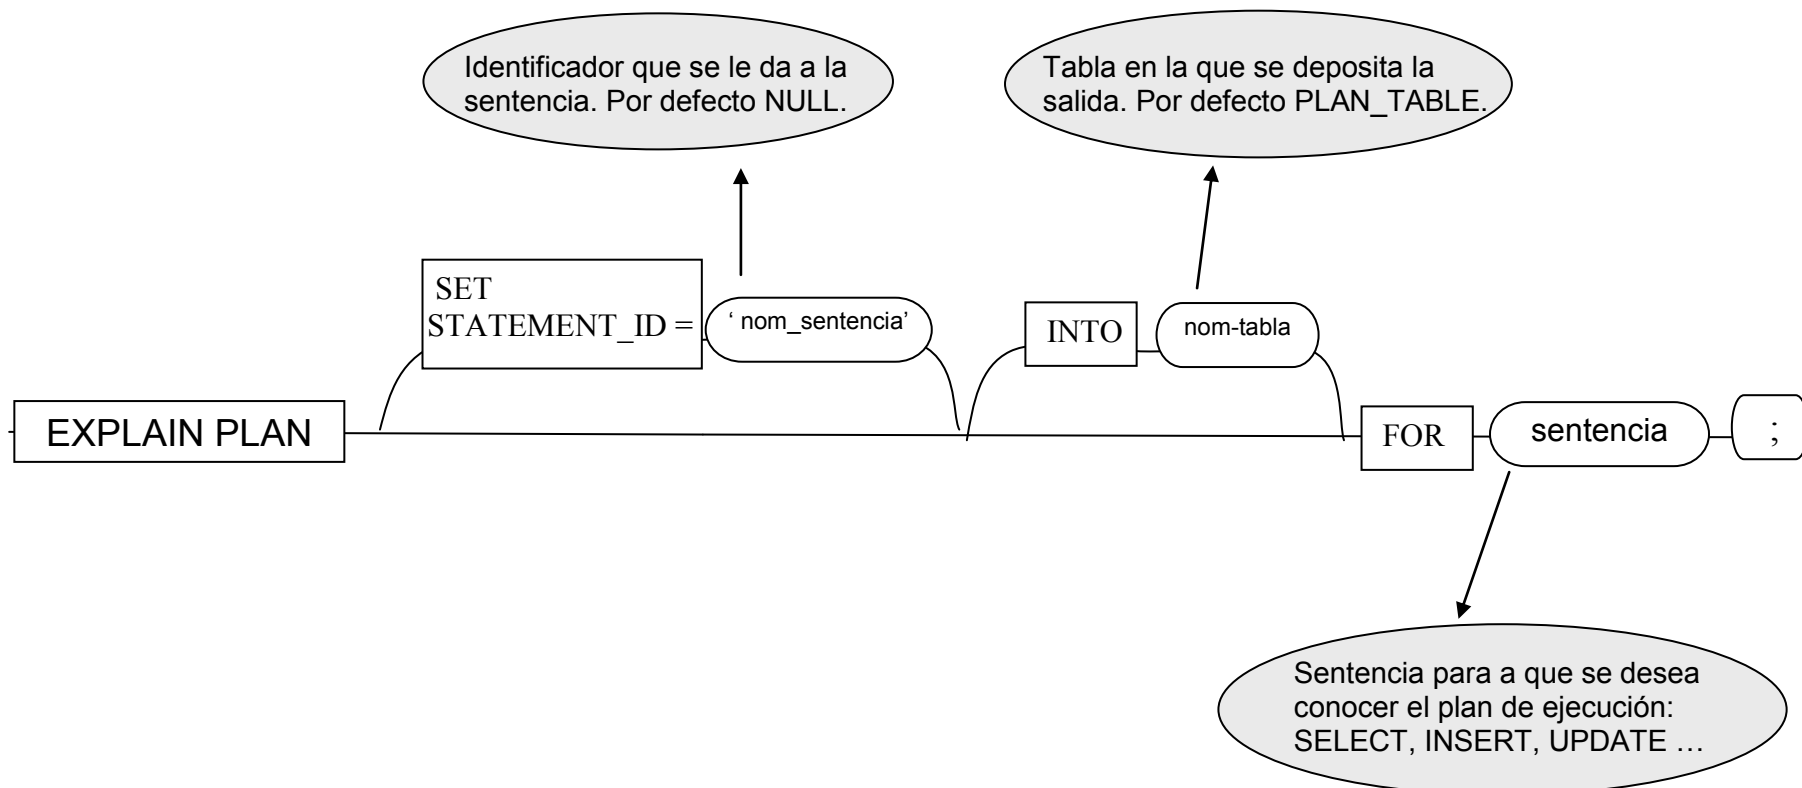 Identificador que se le da a la
sentencia. Por defecto NULL.
Tabla en la que se deposita la
salida. Por defecto PLAN_TABLE.
SET
STATEMENT_ID =
‘ nom_sentencia’
INTO
nom-tabla
EXPLAIN PLAN
FOR
sentencia
;
Sentencia para a que se desea
conocer el plan de ejecución:
SELECT, INSERT, UPDATE …